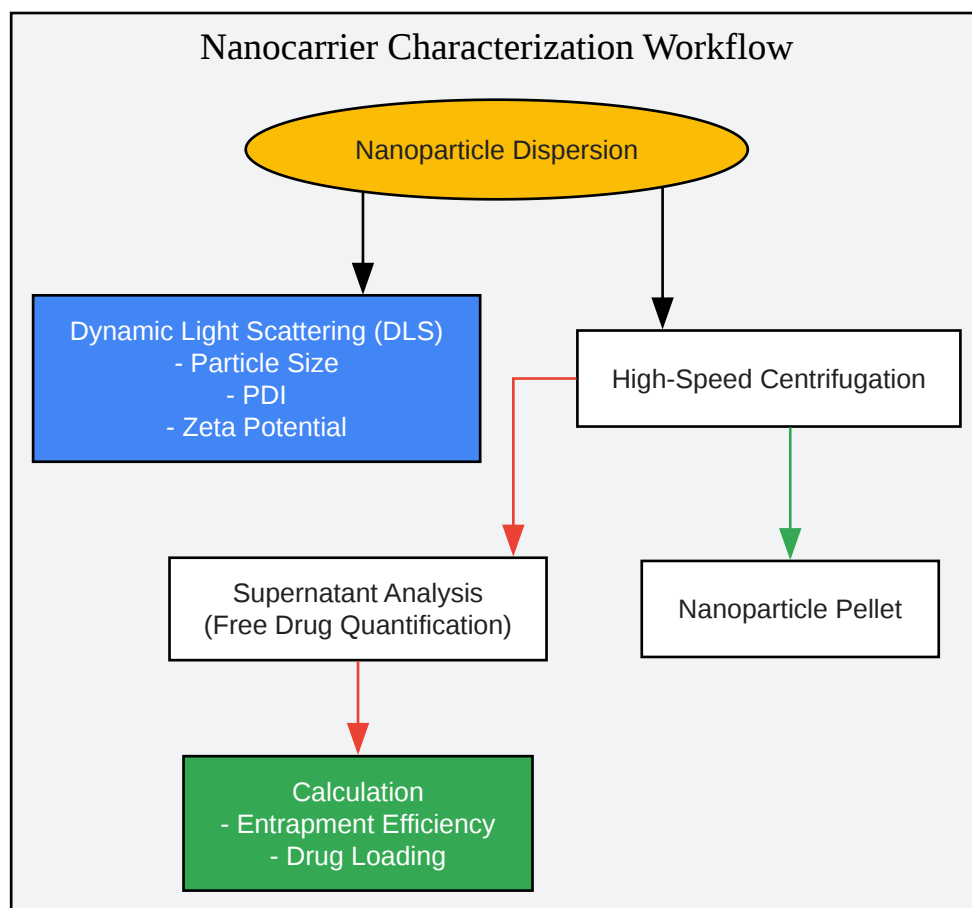 Nanocarrier Characterization Workflow
Nanoparticle Dispersion
Dynamic Light Scattering (DLS)
- Particle Size
- PDI
- Zeta Potential
High-Speed Centrifugation
Supernatant Analysis
(Free Drug Quantification)
Nanoparticle Pellet
Calculation
- Entrapment Efficiency
- Drug Loading